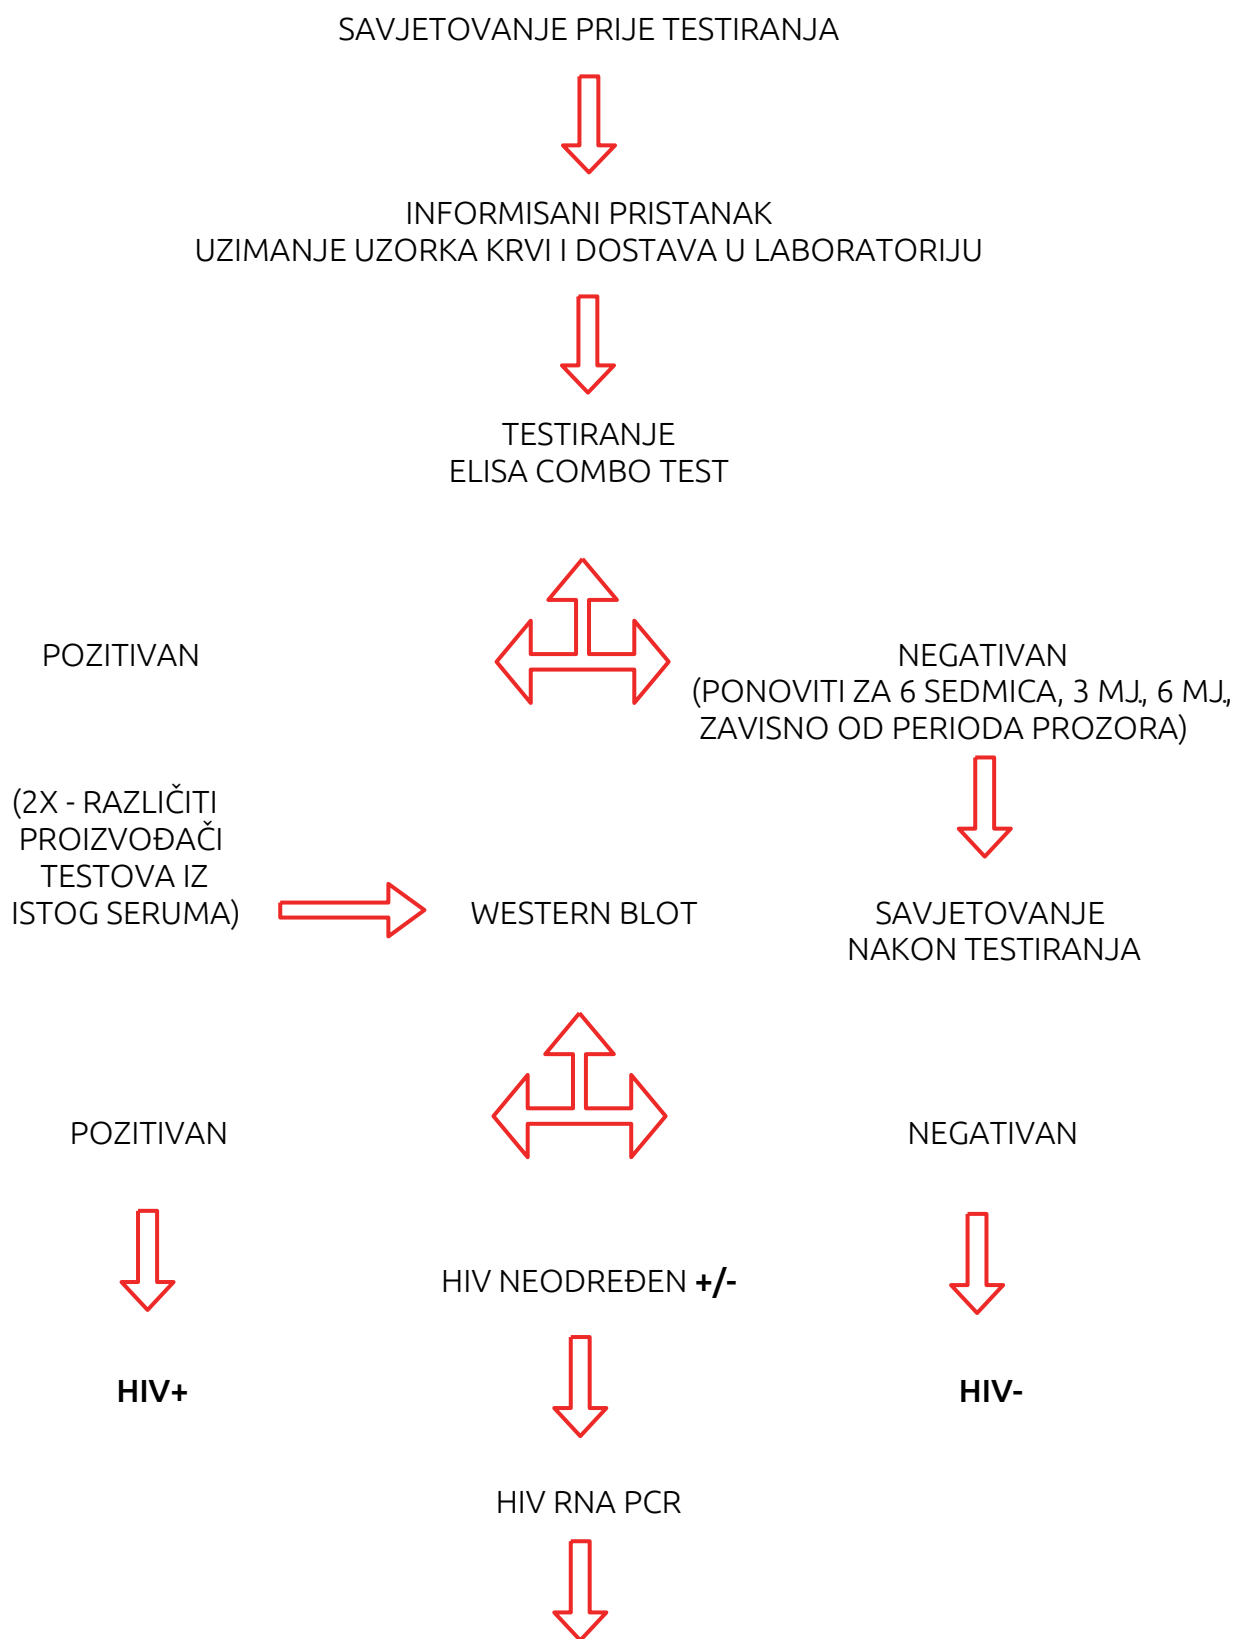 SAVJETOVANJE PRIJE TESTIRANJA
INFORMISANI PRISTANAK
UZIMANJE UZORKA KRVI I DOSTAVA U LABORATORIJU
TESTIRANJE
ELISA COMBO TEST
POZITIVAN
NEGATIVAN
(PONOVITI ZA 6 SEDMICA, 3 MJ., 6 MJ.,
ZAVISNO OD PERIODA PROZORA)
(2X - RAZLIČITI
PROIZVOĐAČI
TESTOVA IZ
ISTOG SERUMA)
WESTERN BLOT
SAVJETOVANJE
NAKON TESTIRANJA
POZITIVAN
NEGATIVAN
HIV NEODREĐEN +/-
HIV+
HIV-
HIV RNA PCR